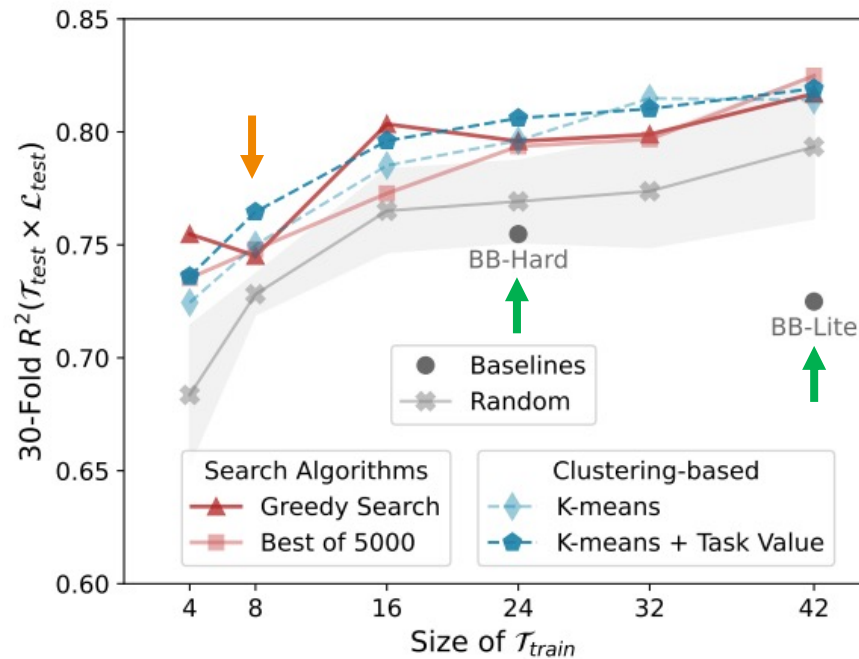 0.85
0.80
0.75
0.70
0.65
0.60
30-Fold R²(𝒯test × ℒtest)
BB-Hard
BB-Lite
Baselines
Random
Search Algorithms
Greedy Search
Best of 5000
Clustering-based
K-means
K-means + Task Value
4 8 16 24 32 42
Size of 𝒯train